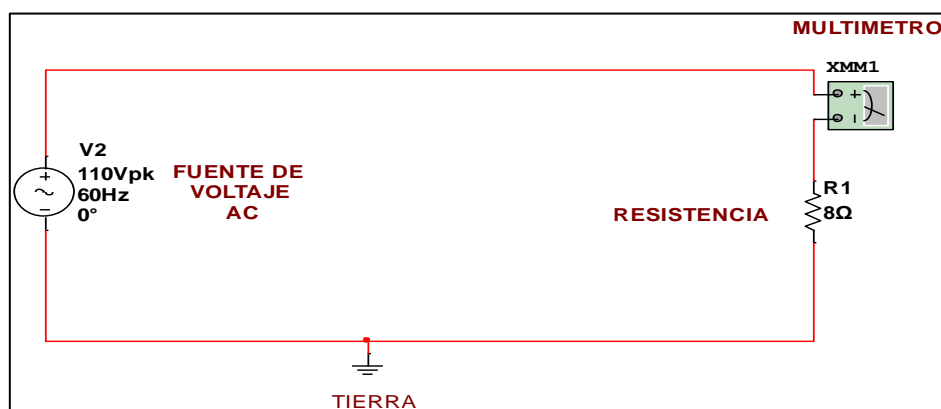 MULTIMETRO
XMM1
V2
110Vpk
60Hz
0°
FUENTE DE
VOLTAJE
AC
RESISTENCIA
R1
8Ω
TIERRA